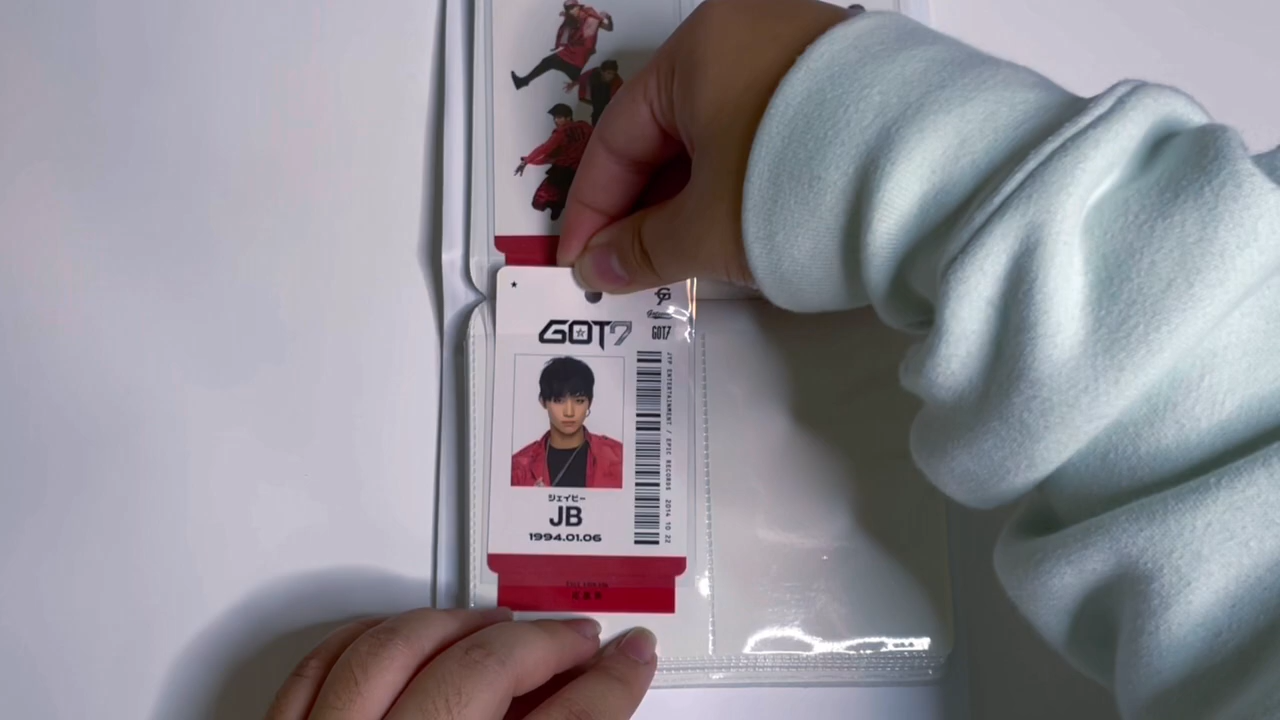 GOT7
GOT7
JYP ENTERTAINMENT / EPIC RECORDS 2014 10 22
ジェイビー
JB
1994.01.06